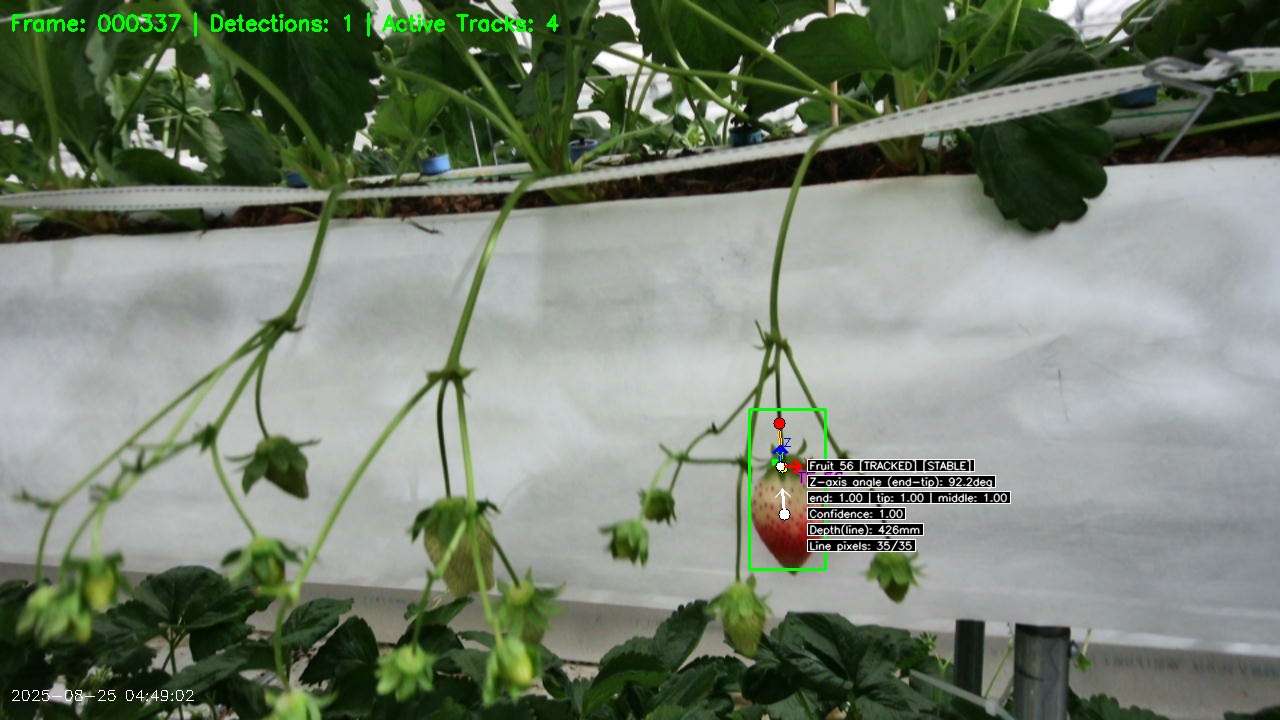 Frame: 000337 | Detections: 1 | Active Tracks: 4
Z
Fruit 56 [TRACKED] [STABLE]
Z-axis angle (end-tip): 92.2deg
end: 1.00 | tip: 1.00 | middle: 1.00
Confidence: 1.00
Depth(line): 426mm
Line pixels: 35/35
2025-08-25 04:49:02